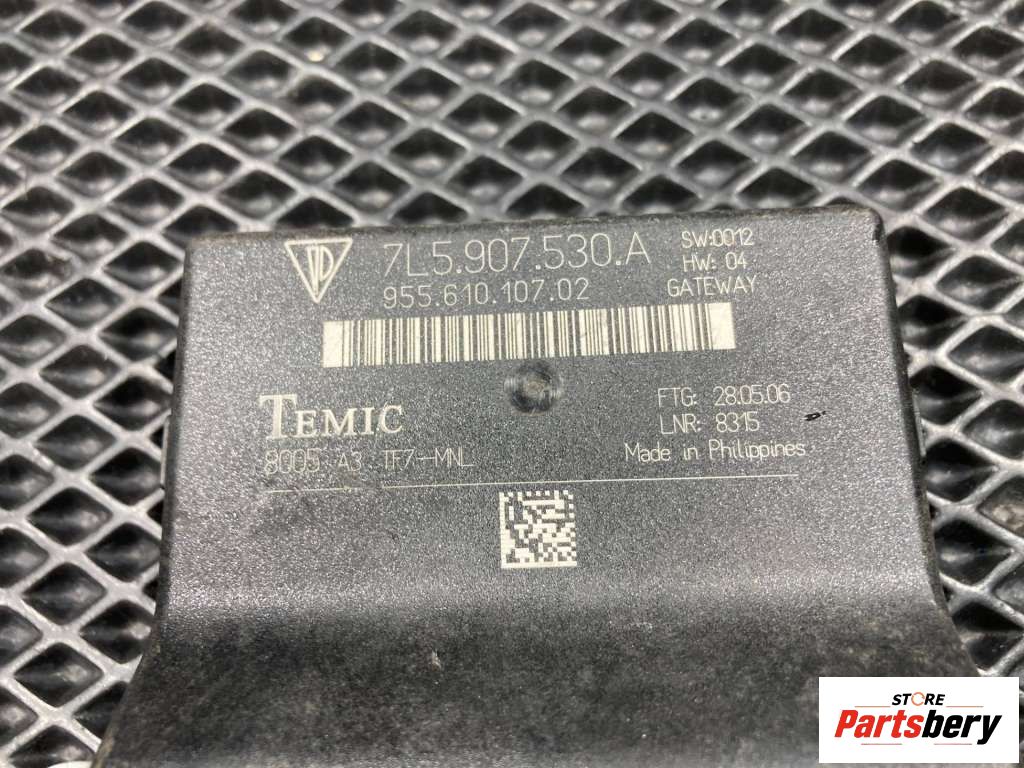 7L5.907.530.A
SW:0012
HW: 04
955.610.107.02
GATEWAY
TEMIC
FTG: 28.05.06
LNR: 8315
8005 A3 TF7-MNL
Made in Philippines
STORE
Partsbery